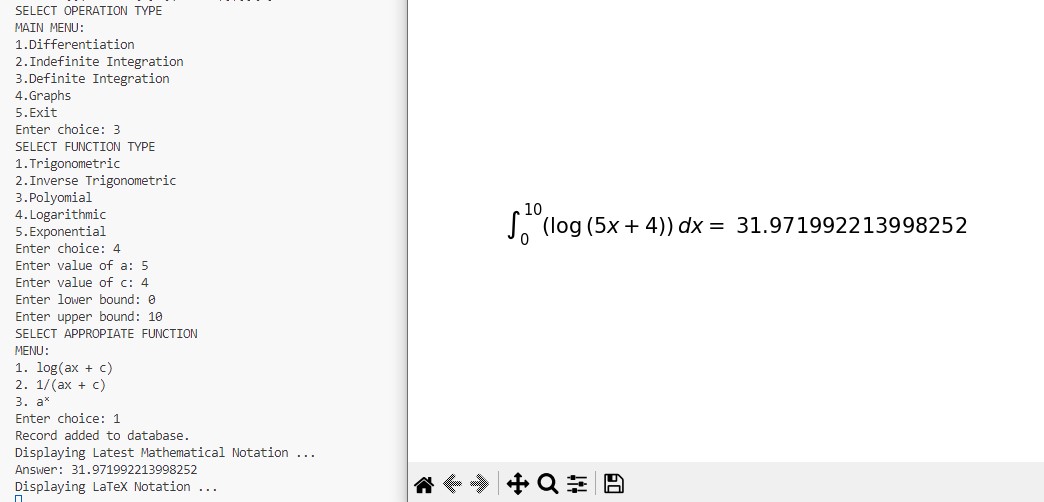 SELECT OPERATION TYPE
MAIN MENU:
1.Differentiation
2.Indefinite Integration
3.Definite Integration
4.Graphs
5.Exit
Enter choice: 3
SELECT FUNCTION TYPE
1.Trigonometric
2.Inverse Trigonometric
3.Polyomial
4.Logarithmic
5.Exponential
Enter choice: 4
Enter value of a: 5
Enter value of c: 4
Enter lower bound: 0
Enter upper bound: 10
SELECT APPROPIATE FUNCTION
MENU:
1. log(ax + c)
2. 1/(ax + c)
3. aˣ
Enter choice: 1
Record added to database.
Displaying Latest Mathematical Notation ...
Answer: 31.971992213998252
Displaying LaTeX Notation ...
∫₀¹⁰(log (5x + 4)) dx = 31.971992213998252